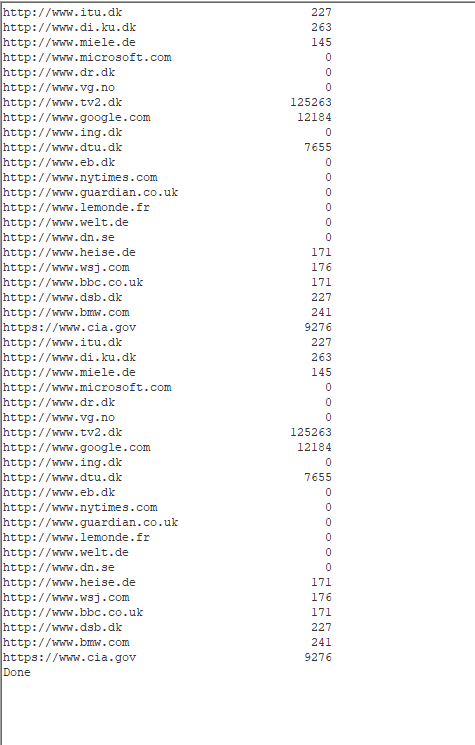 http://www.itu.dk 227
http://www.di.ku.dk 263
http://www.miele.de 145
http://www.microsoft.com 0
http://www.dr.dk 0
http://www.vg.no 0
http://www.tv2.dk 125263
http://www.google.com 12184
http://www.ing.dk 0
http://www.dtu.dk 7655
http://www.eb.dk 0
http://www.nytimes.com 0
http://www.guardian.co.uk 0
http://www.lemonde.fr 0
http://www.welt.de 0
http://www.dn.se 0
http://www.heise.de 171
http://www.wsj.com 176
http://www.bbc.co.uk 171
http://www.dsb.dk 227
http://www.bmw.com 241
https://www.cia.gov 9276
http://www.itu.dk 227
http://www.di.ku.dk 263
http://www.miele.de 145
http://www.microsoft.com 0
http://www.dr.dk 0
http://www.vg.no 0
http://www.tv2.dk 125263
http://www.google.com 12184
http://www.ing.dk 0
http://www.dtu.dk 7655
http://www.eb.dk 0
http://www.nytimes.com 0
http://www.guardian.co.uk 0
http://www.lemonde.fr 0
http://www.welt.de 0
http://www.dn.se 0
http://www.heise.de 171
http://www.wsj.com 176
http://www.bbc.co.uk 171
http://www.dsb.dk 227
http://www.bmw.com 241
https://www.cia.gov 9276
Done